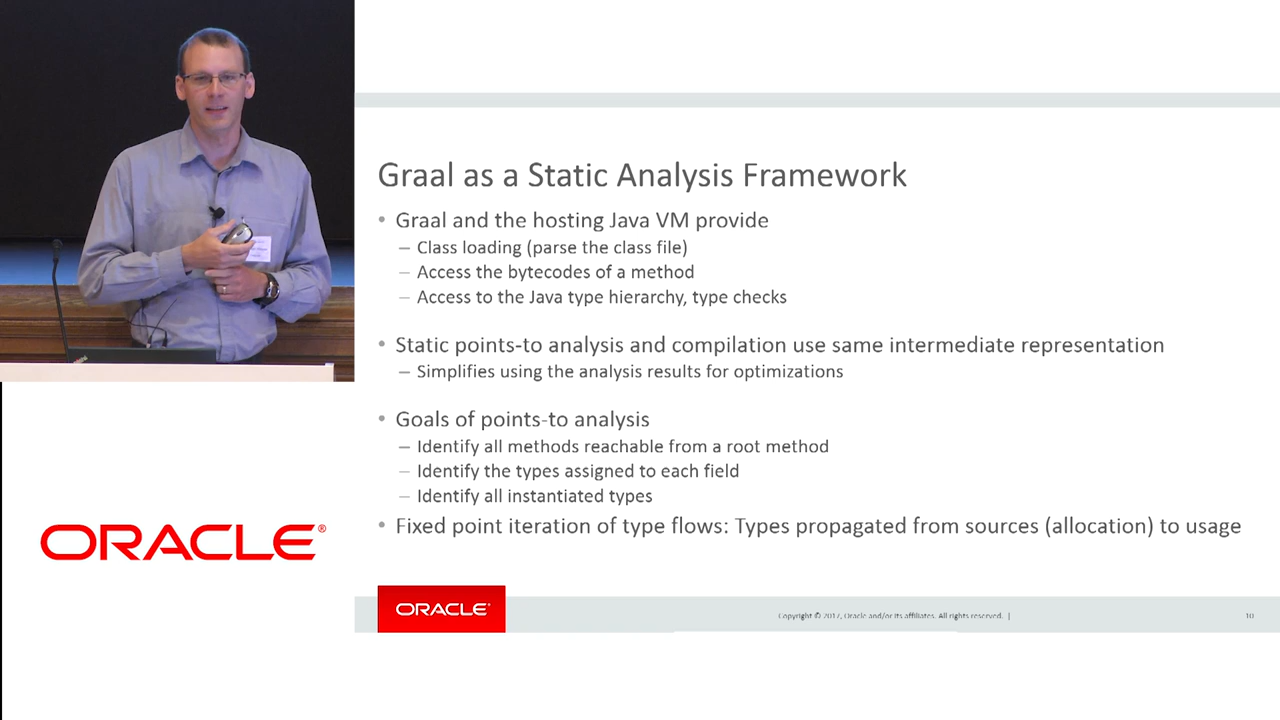 Graal as a Static Analysis Framework
• Graal and the hosting Java VM provide
– Class loading (parse the class file)
– Access the bytecodes of a method
– Access to the Java type hierarchy, type checks
• Static points-to analysis and compilation use same intermediate representation
– Simplifies using the analysis results for optimizations
• Goals of points-to analysis
– Identify all methods reachable from a root method
– Identify the types assigned to each field
– Identify all instantiated types
• Fixed point iteration of type flows: Types propagated from sources (allocation) to usage
ORACLE®
ORACLE®
Copyright © 2017, Oracle and/or its affiliates. All rights reserved. |
10